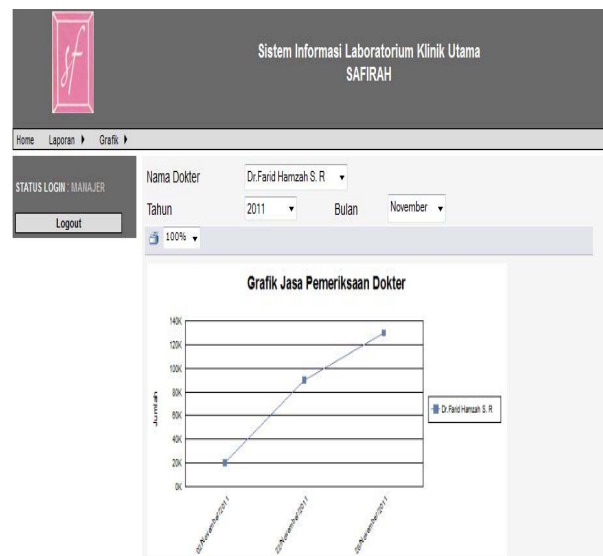 sf
Sistem Informasi Laboratorium Klinik Utama
SAFIRAH
Home Laporan Grafik
STATUS LOGIN : MANAJER
Logout
Nama Dokter Dr.Farid Hamzah S. R
Tahun 2011 Bulan November
100%
Grafik Jasa Pemeriksaan Dokter
140K
120K
100K
80K
60K
40K
20K
0K
Jumlah
Dr.Farid Hamzah S. R